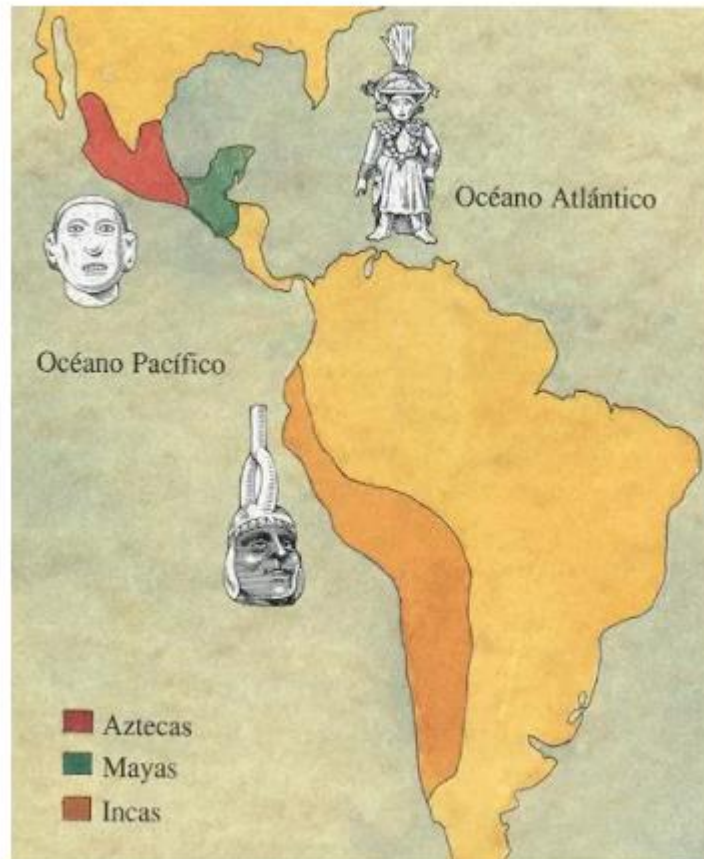 Océano Atlántico
Océano Pacífico
Aztecas
Mayas
Incas